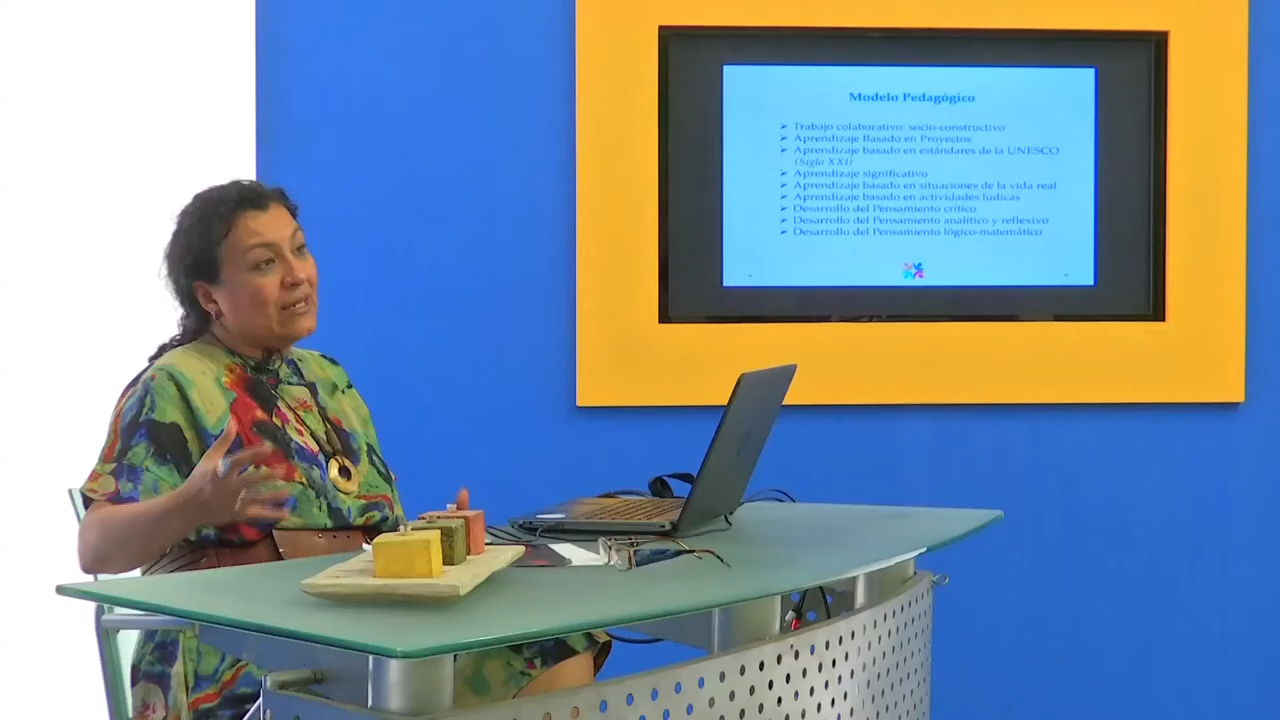 Modelo Pedagógico
➢ Trabajo colaborativo: socio-constructivo
➢ Aprendizaje Basado en Proyectos
➢ Aprendizaje basado en estándares de la UNESCO
(Siglo XXI)
➢ Aprendizaje significativo
➢ Aprendizaje basado en situaciones de la vida real
➢ Aprendizaje basado en actividades lúdicas
➢ Desarrollo del Pensamiento crítico
➢ Desarrollo del Pensamiento analítico y reflexivo
➢ Desarrollo del Pensamiento lógico-matemático